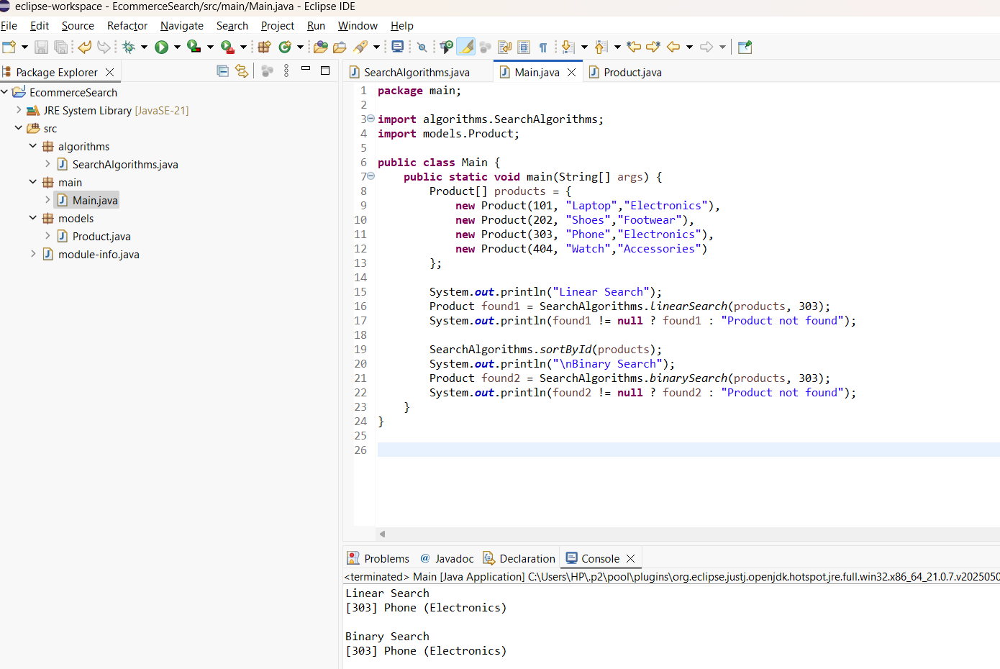 eclipse-workspace - EcommerceSearch/src/main/Main.java - Eclipse IDE
File Edit Source Refactor Navigate Search Project Run Window Help
Package Explorer
EcommerceSearch
JRE System Library [JavaSE-21]
src
algorithms
SearchAlgorithms.java
main
Main.java
models
Product.java
module-info.java
SearchAlgorithms.java Main.java Product.java
1 package main;
2
3 import algorithms.SearchAlgorithms;
4 import models.Product;
5
6 public class Main {
7     public static void main(String[] args) {
8         Product[] products = {
9             new Product(101, "Laptop","Electronics"),
10             new Product(202, "Shoes","Footwear"),
11             new Product(303, "Phone","Electronics"),
12             new Product(404, "Watch","Accessories")
13         };
14
15         System.out.println("Linear Search");
16         Product found1 = SearchAlgorithms.linearSearch(products, 303);
17         System.out.println(found1 != null ? found1 : "Product not found");
18
19         SearchAlgorithms.sortById(products);
20         System.out.println("\nBinary Search");
21         Product found2 = SearchAlgorithms.binarySearch(products, 303);
22         System.out.println(found2 != null ? found2 : "Product not found");
23     }
24 }
25
26
Problems @ Javadoc Declaration Console
<terminated> Main [Java Application] C:\Users\HP\.p2\pool\plugins\org.eclipse.justj.openjdk.hotspot.jre.full.win32.x86_64_21.0.7.v2025050
Linear Search
[303] Phone (Electronics)
Binary Search
[303] Phone (Electronics)